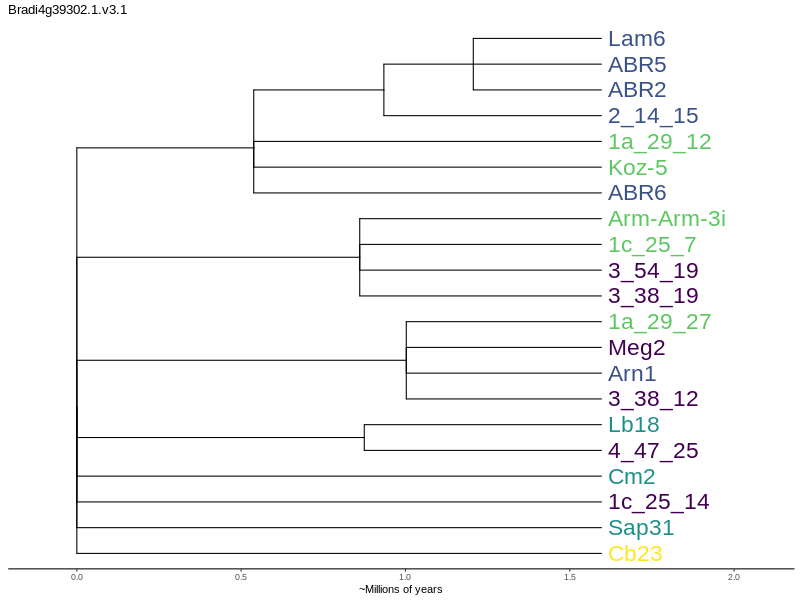 Bradi4g39302.1.v3.1
Lam6
ABR5
ABR2
2_14_15
1a_29_12
Koz-5
ABR6
Arm-Arm-3i
1c_25_7
3_54_19
3_38_19
1a_29_27
Meg2
Arn1
3_38_12
Lb18
4_47_25
Cm2
1c_25_14
Sap31
Cb23
0.0 0.5 1.0 1.5 2.0
~Millions of years